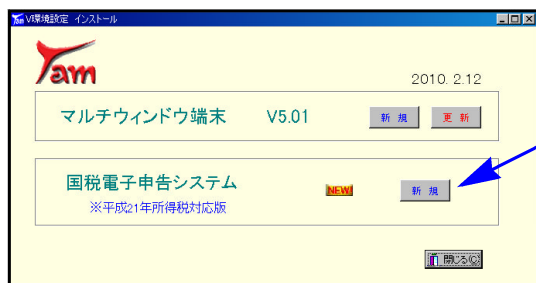 V環境設定 インストール
Tam
2010. 2.12
マルチウィンドウ端末 V5.01 新 規 更 新
国税電子申告システム NEW! 新 規
※平成21年所得税対応版
閉じる(C)